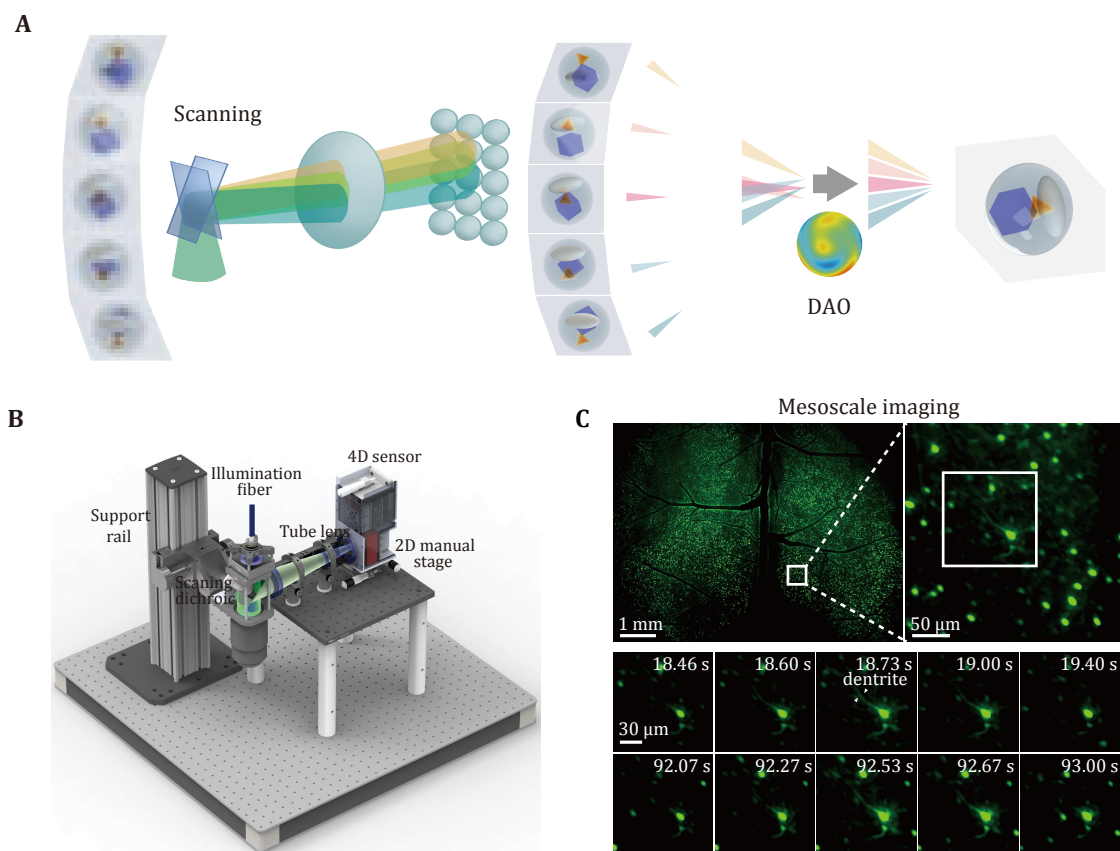 A
Scanning
DAO
B
4D sensor
Illumination
fiber
Support
rail
Tube lens
2D manual
stage
Scaning
dichroic
C
Mesoscale imaging
1 mm
50 μm
18.46 s
18.60 s
18.73 s
19.00 s
19.40 s
dentrite
30 μm
92.07 s
92.27 s
92.53 s
92.67 s
93.00 s